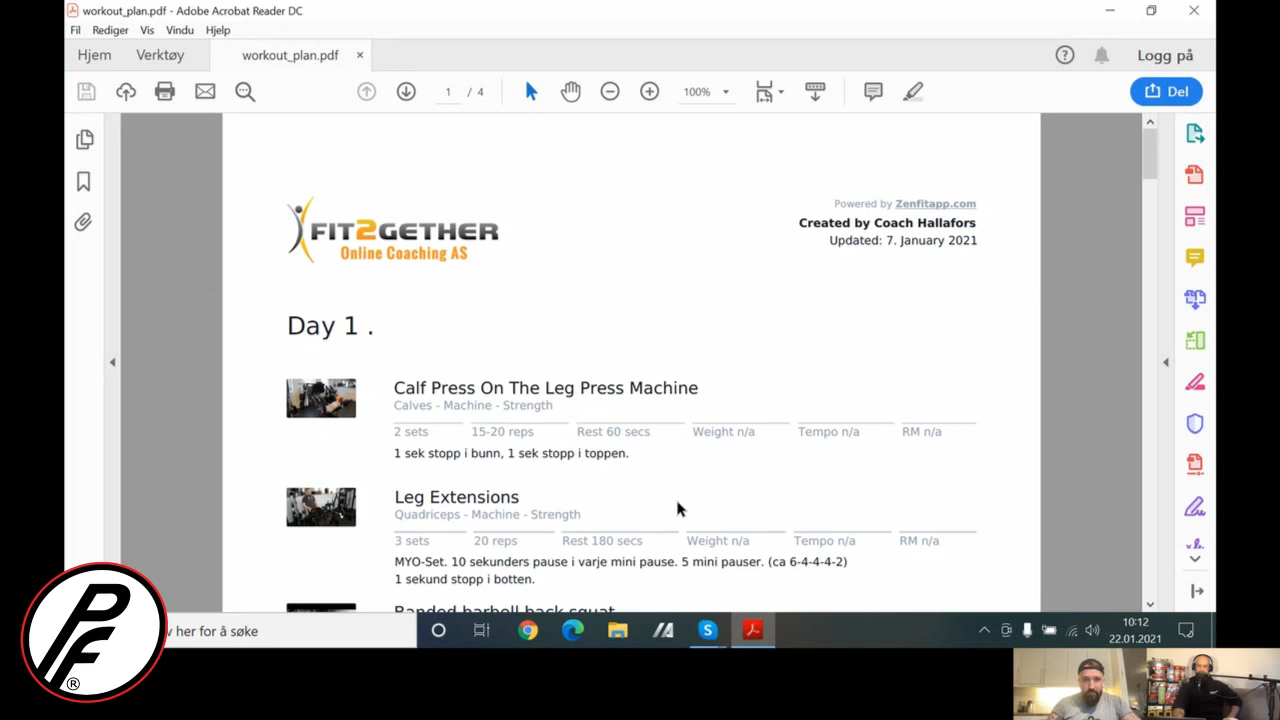 workout_plan.pdf - Adobe Acrobat Reader DC
Fil Rediger Vis Vindu Hjelp
Hjem Verktøy workout_plan.pdf × Logg på
1 / 4 100% Del
Powered by Zenfitapp.com
Created by Coach Hallafors
Updated: 7. January 2021
FIT2GETHER
Online Coaching AS
Day 1 .
Calf Press On The Leg Press Machine
Calves - Machine - Strength
2 sets 15-20 reps Rest 60 secs Weight n/a Tempo n/a RM n/a
1 sek stopp i bunn, 1 sek stopp i toppen.
Leg Extensions
Quadriceps - Machine - Strength
3 sets 20 reps Rest 180 secs Weight n/a Tempo n/a RM n/a
MYO-Set. 10 sekunders pause i varje mini pause. 5 mini pauser. (ca 6-4-4-4-2)
1 sekund stopp i botten.
Banded barbell back squat
v her for å søke
10:12
22.01.2021
PF
®